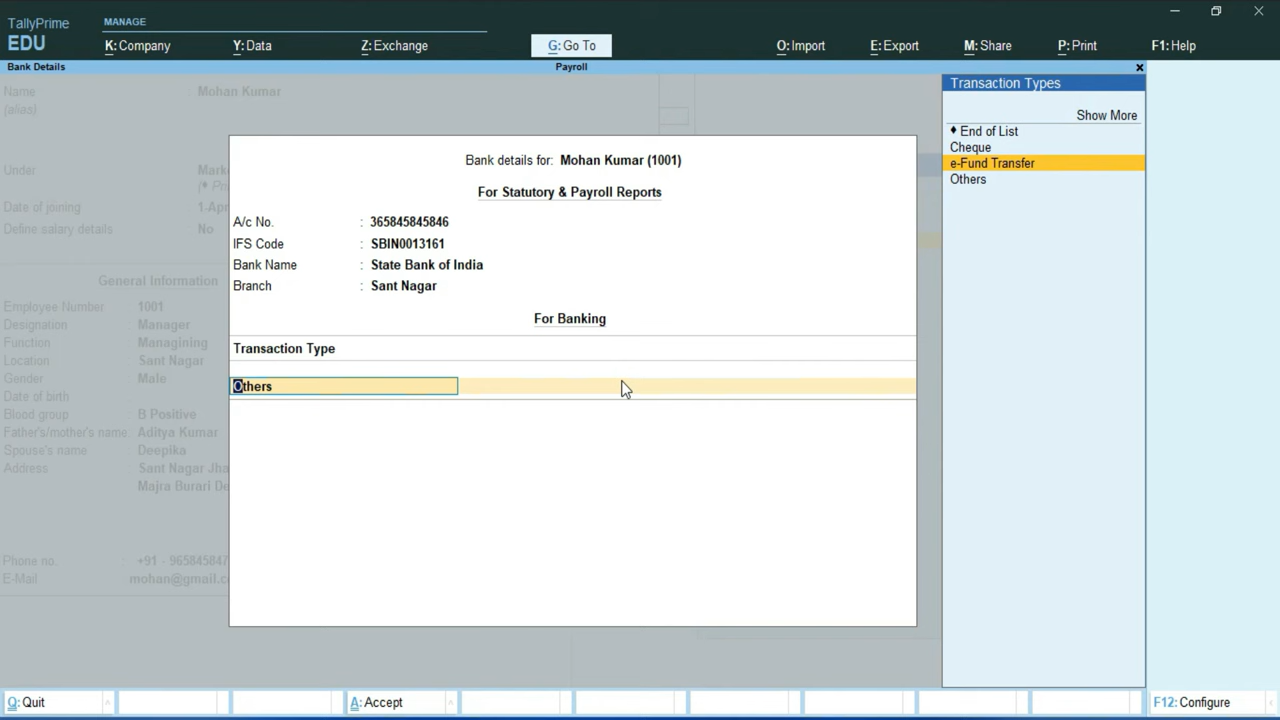 TallyPrime
EDU
MANAGE
K: Company
Y: Data
Z: Exchange
G: Go To
O: Import
E: Export
M: Share
P: Print
F1: Help
Bank Details
Payroll
Name : Mohan Kumar
(alias)
Under
Date of joining
Define salary details : No
General Information
Employee Number : 1001
Designation : Manager
Function : Managining
Location : Sant Nagar
Gender : Male
Date of birth :
Blood group : B Positive
Father's/mother's name: Aditya Kumar
Spouse's name : Deepika
Address : Sant Nagar
Majra Burari
Phone no. : +91 -
E-Mail
Bank details for: Mohan Kumar (1001)
For Statutory & Payroll Reports
A/c No. : 365845845846
IFS Code : SBIN0013161
Bank Name : State Bank of India
Branch : Sant Nagar
For Banking
Transaction Type
Others
Transaction Types
Show More
♦ End of List
Cheque
e-Fund Transfer
Others
Q: Quit
A: Accept
F12: Configure